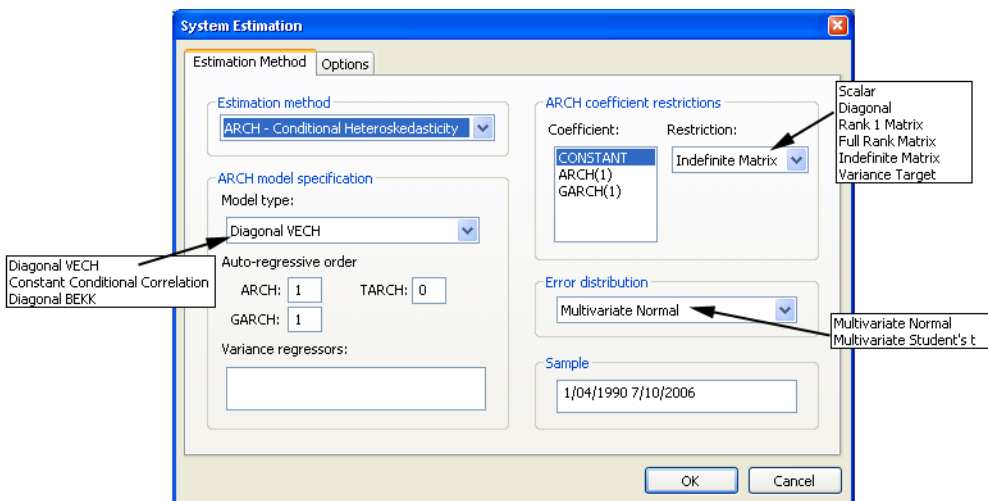 System Estimation
Estimation Method
Options
Estimation method
ARCH - Conditional Heteroskedasticity
ARCH model specification
Model type:
Diagonal VECH
Auto-regressive order
ARCH: 1 TARCH: 0
GARCH: 1
Variance regressors:
ARCH coefficient restrictions
Coefficient: Restriction:
CONSTANT
ARCH(1)
GARCH(1)
Indefinite Matrix
Error distribution
Multivariate Normal
Sample
1/04/1990 7/10/2006
OK
Cancel
Diagonal VECH
Constant Conditional Correlation
Diagonal BEKK
Scalar
Diagonal
Rank 1 Matrix
Full Rank Matrix
Indefinite Matrix
Variance Target
Multivariate Normal
Multivariate Student's t